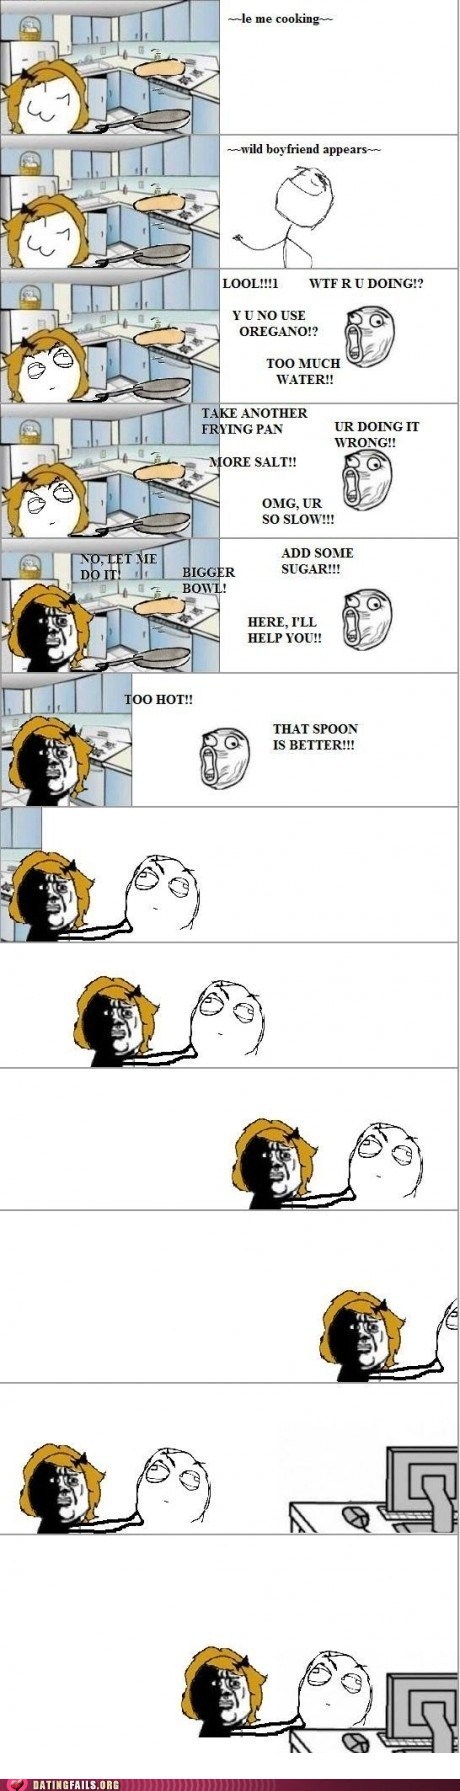 ~~le me cooking~~
~~wild boyfriend appears~~
LOOL!!!1 WTF R U DOING!?
Y U NO USE
OREGANO!?
TOO MUCH
WATER!!
TAKE ANOTHER
FRYING PAN
UR DOING IT
WRONG!!
MORE SALT!!
OMG, UR
SO SLOW!!!
NO, LET ME
DO IT!
BIGGER
BOWL!
ADD SOME
SUGAR!!!
HERE, I'LL
HELP YOU!!
TOO HOT!!
THAT SPOON
IS BETTER!!!
DATINGFAILS.ORG